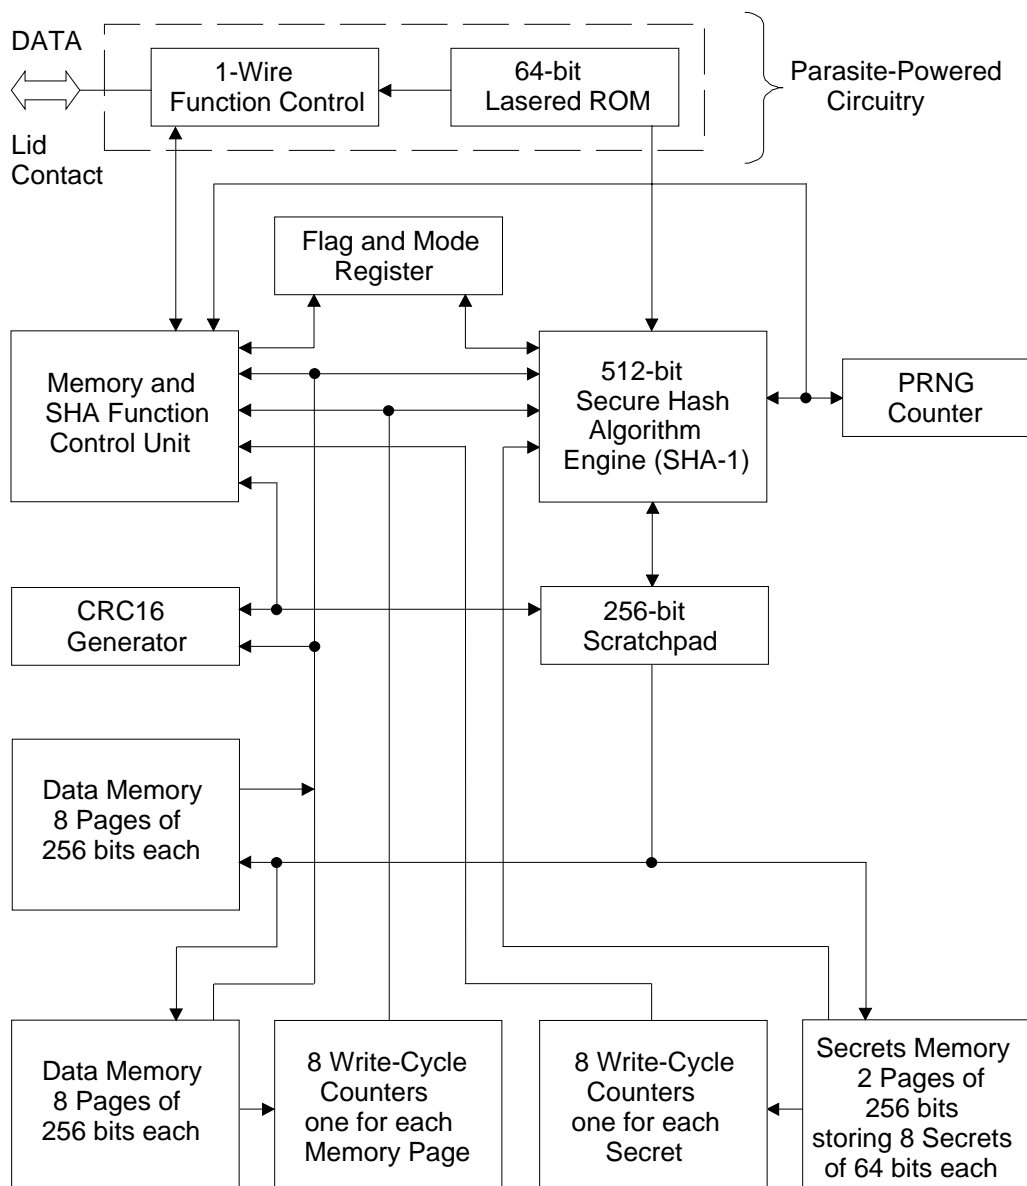 DATA
1-Wire
Function Control
64-bit
Lasered ROM
Parasite-Powered
Circuitry
Lid
Contact
Flag and Mode
Register
Memory and
SHA Function
Control Unit
512-bit
Secure Hash
Algorithm
Engine (SHA-1)
PRNG
Counter
CRC16
Generator
256-bit
Scratchpad
Data Memory
8 Pages of
256 bits each
Data Memory
8 Pages of
256 bits each
8 Write-Cycle
Counters
one for each
Memory Page
8 Write-Cycle
Counters
one for each
Secret
Secrets Memory
2 Pages of
256 bits
storing 8 Secrets
of 64 bits each